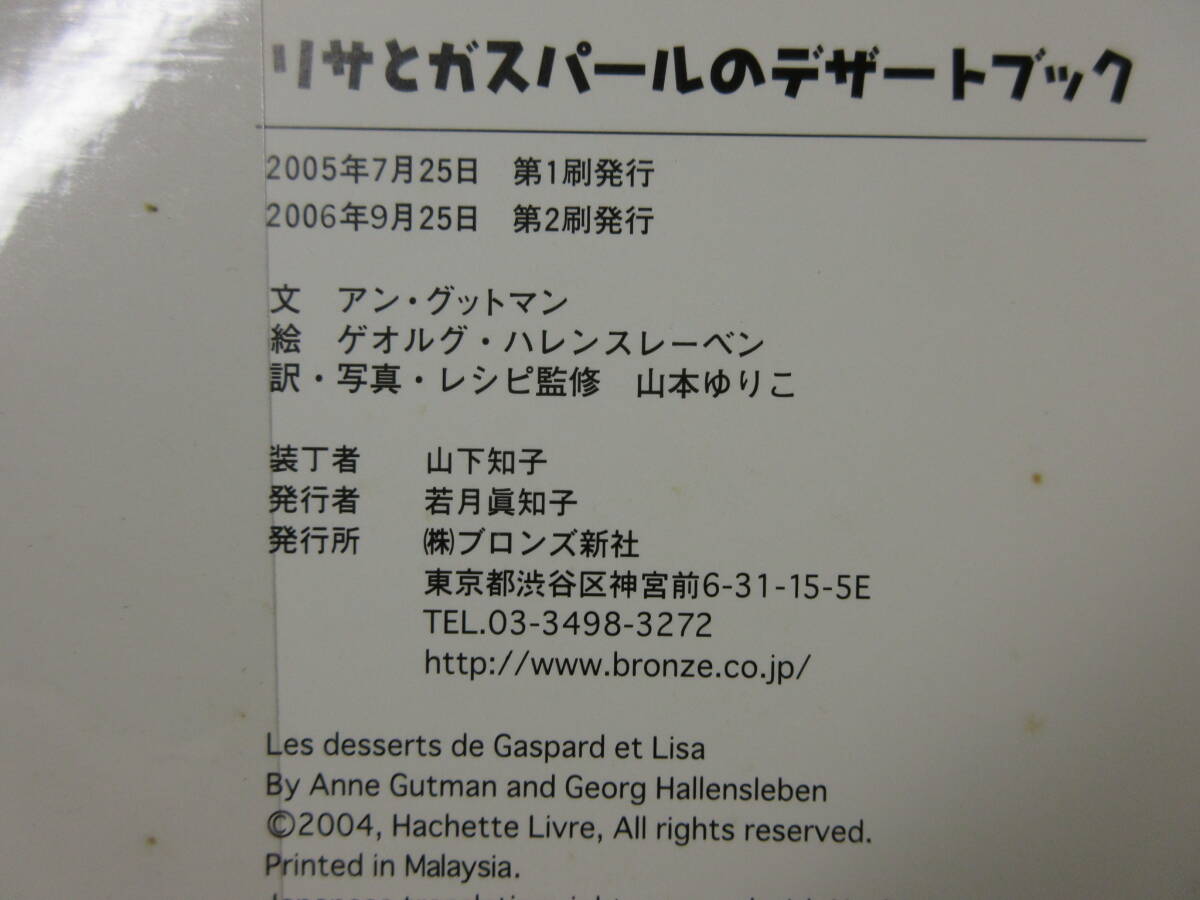 リサとガスパールのデザートブック
2005年7月25日　第1刷発行
2006年9月25日　第2刷発行
文　アン・グットマン
絵　ゲオルグ・ハレンスレーベン
訳・写真・レシピ監修　山本ゆりこ
装丁者　山下知子
発行者　若月眞知子
発行所　㈱ブロンズ新社
東京都渋谷区神宮前6-31-15-5E
TEL.03-3498-3272
http://www.bronze.co.jp/
Les desserts de Gaspard et Lisa
By Anne Gutman and Georg Hallensleben
©2004, Hachette Livre, All rights reserved.
Printed in Malaysia.
Japanese translation rights